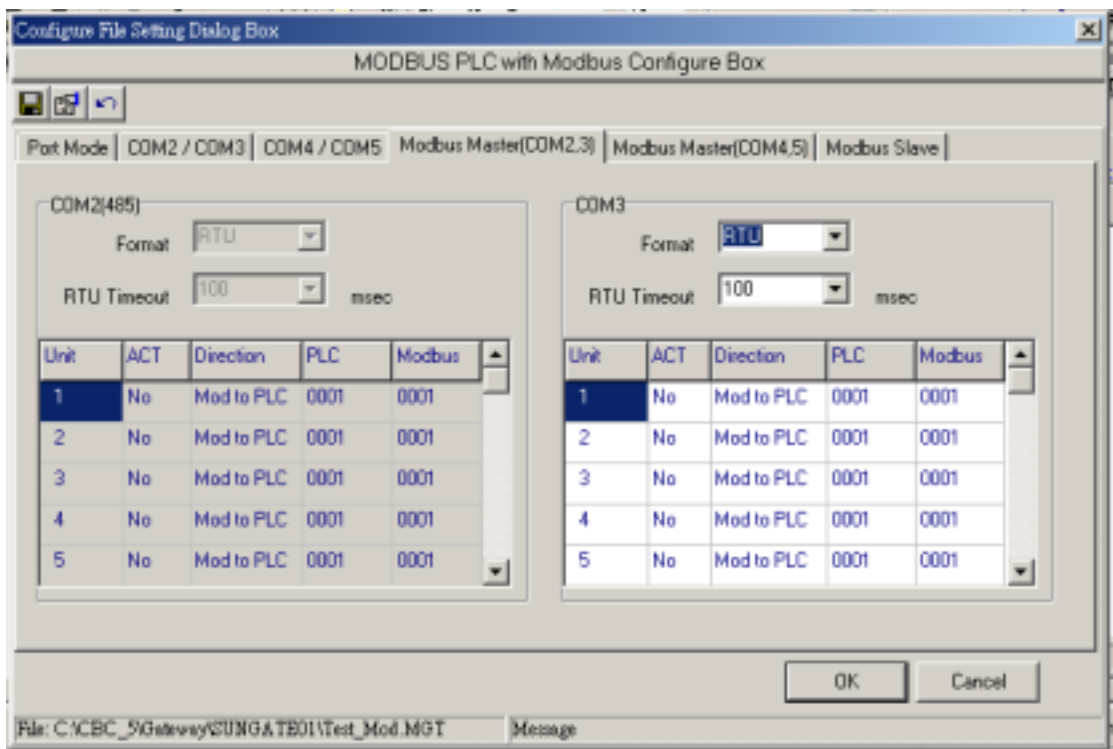 Configure File Setting Dialog Box
MODBUS PLC with Modbus Configure Box
Port Mode COM2 / COM3 COM4 / COM5 Modbus Master(COM2,3) Modbus Master(COM4,5) Modbus Slave
COM2(485) COM3
Format RTU Format RTU
RTU Timeout 100 msec RTU Timeout 100 msec
Unit ACT Direction PLC Modbus Unit ACT Direction PLC Modbus
1 No Mod to PLC 0001 0001 1 No Mod to PLC 0001 0001
2 No Mod to PLC 0001 0001 2 No Mod to PLC 0001 0001
3 No Mod to PLC 0001 0001 3 No Mod to PLC 0001 0001
4 No Mod to PLC 0001 0001 4 No Mod to PLC 0001 0001
5 No Mod to PLC 0001 0001 5 No Mod to PLC 0001 0001
OK Cancel
File: C:\CBC_5\Gateway\SUNGATE01\Test_Mod.MGT Message